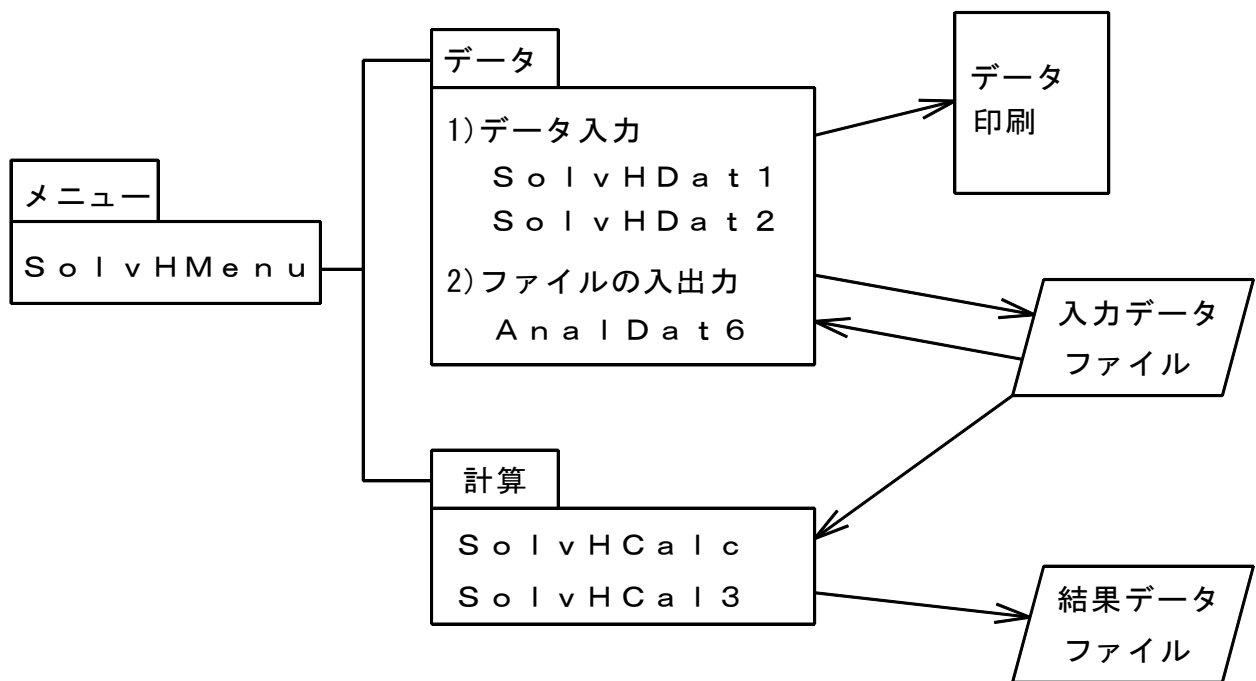 メニュー
SolvHMenu
データ
1)データ入力
SolvHDat1
SolvHDat2
2)ファイルの入出力
AnalDat6
データ
印刷
入力データ
ファイル
計算
SolvHCalc
SolvHCal3
結果データ
ファイル